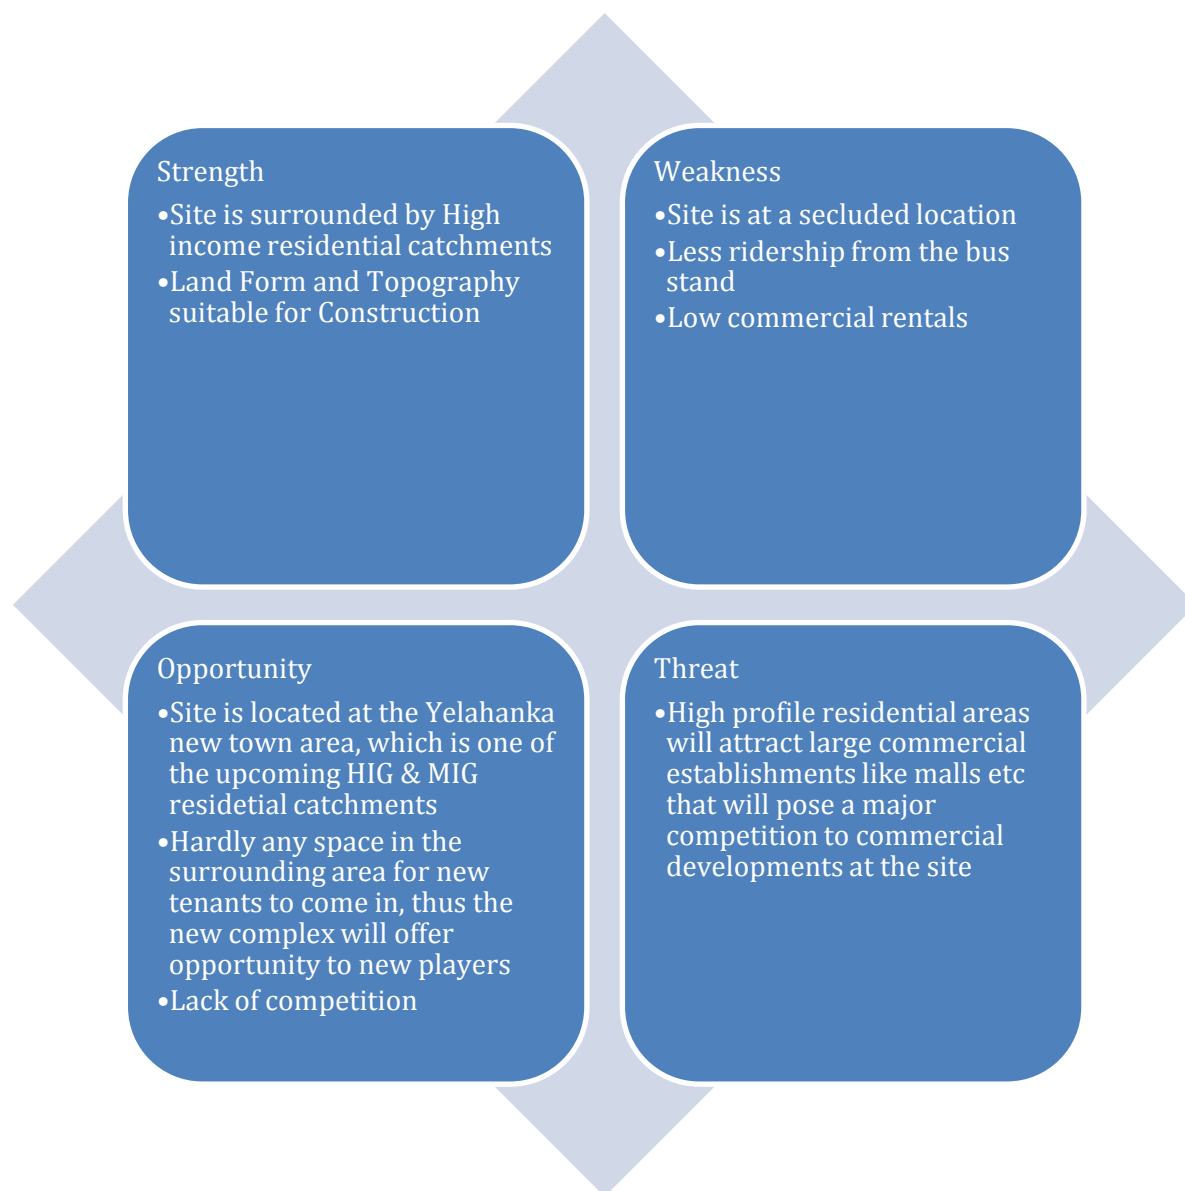 Strength
•Site is surrounded by High
income residential catchments
•Land Form and Topography
suitable for Construction
Weakness
•Site is at a secluded location
•Less ridership from the bus
stand
•Low commercial rentals
Opportunity
•Site is located at the Yelahanka
new town area, which is one of
the upcoming HIG & MIG
residetial catchments
•Hardly any space in the
surrounding area for new
tenants to come in, thus the
new complex will offer
opportunity to new players
•Lack of competition
Threat
•High profile residential areas
will attract large commercial
establishments like malls etc
that will pose a major
competition to commercial
developments at the site